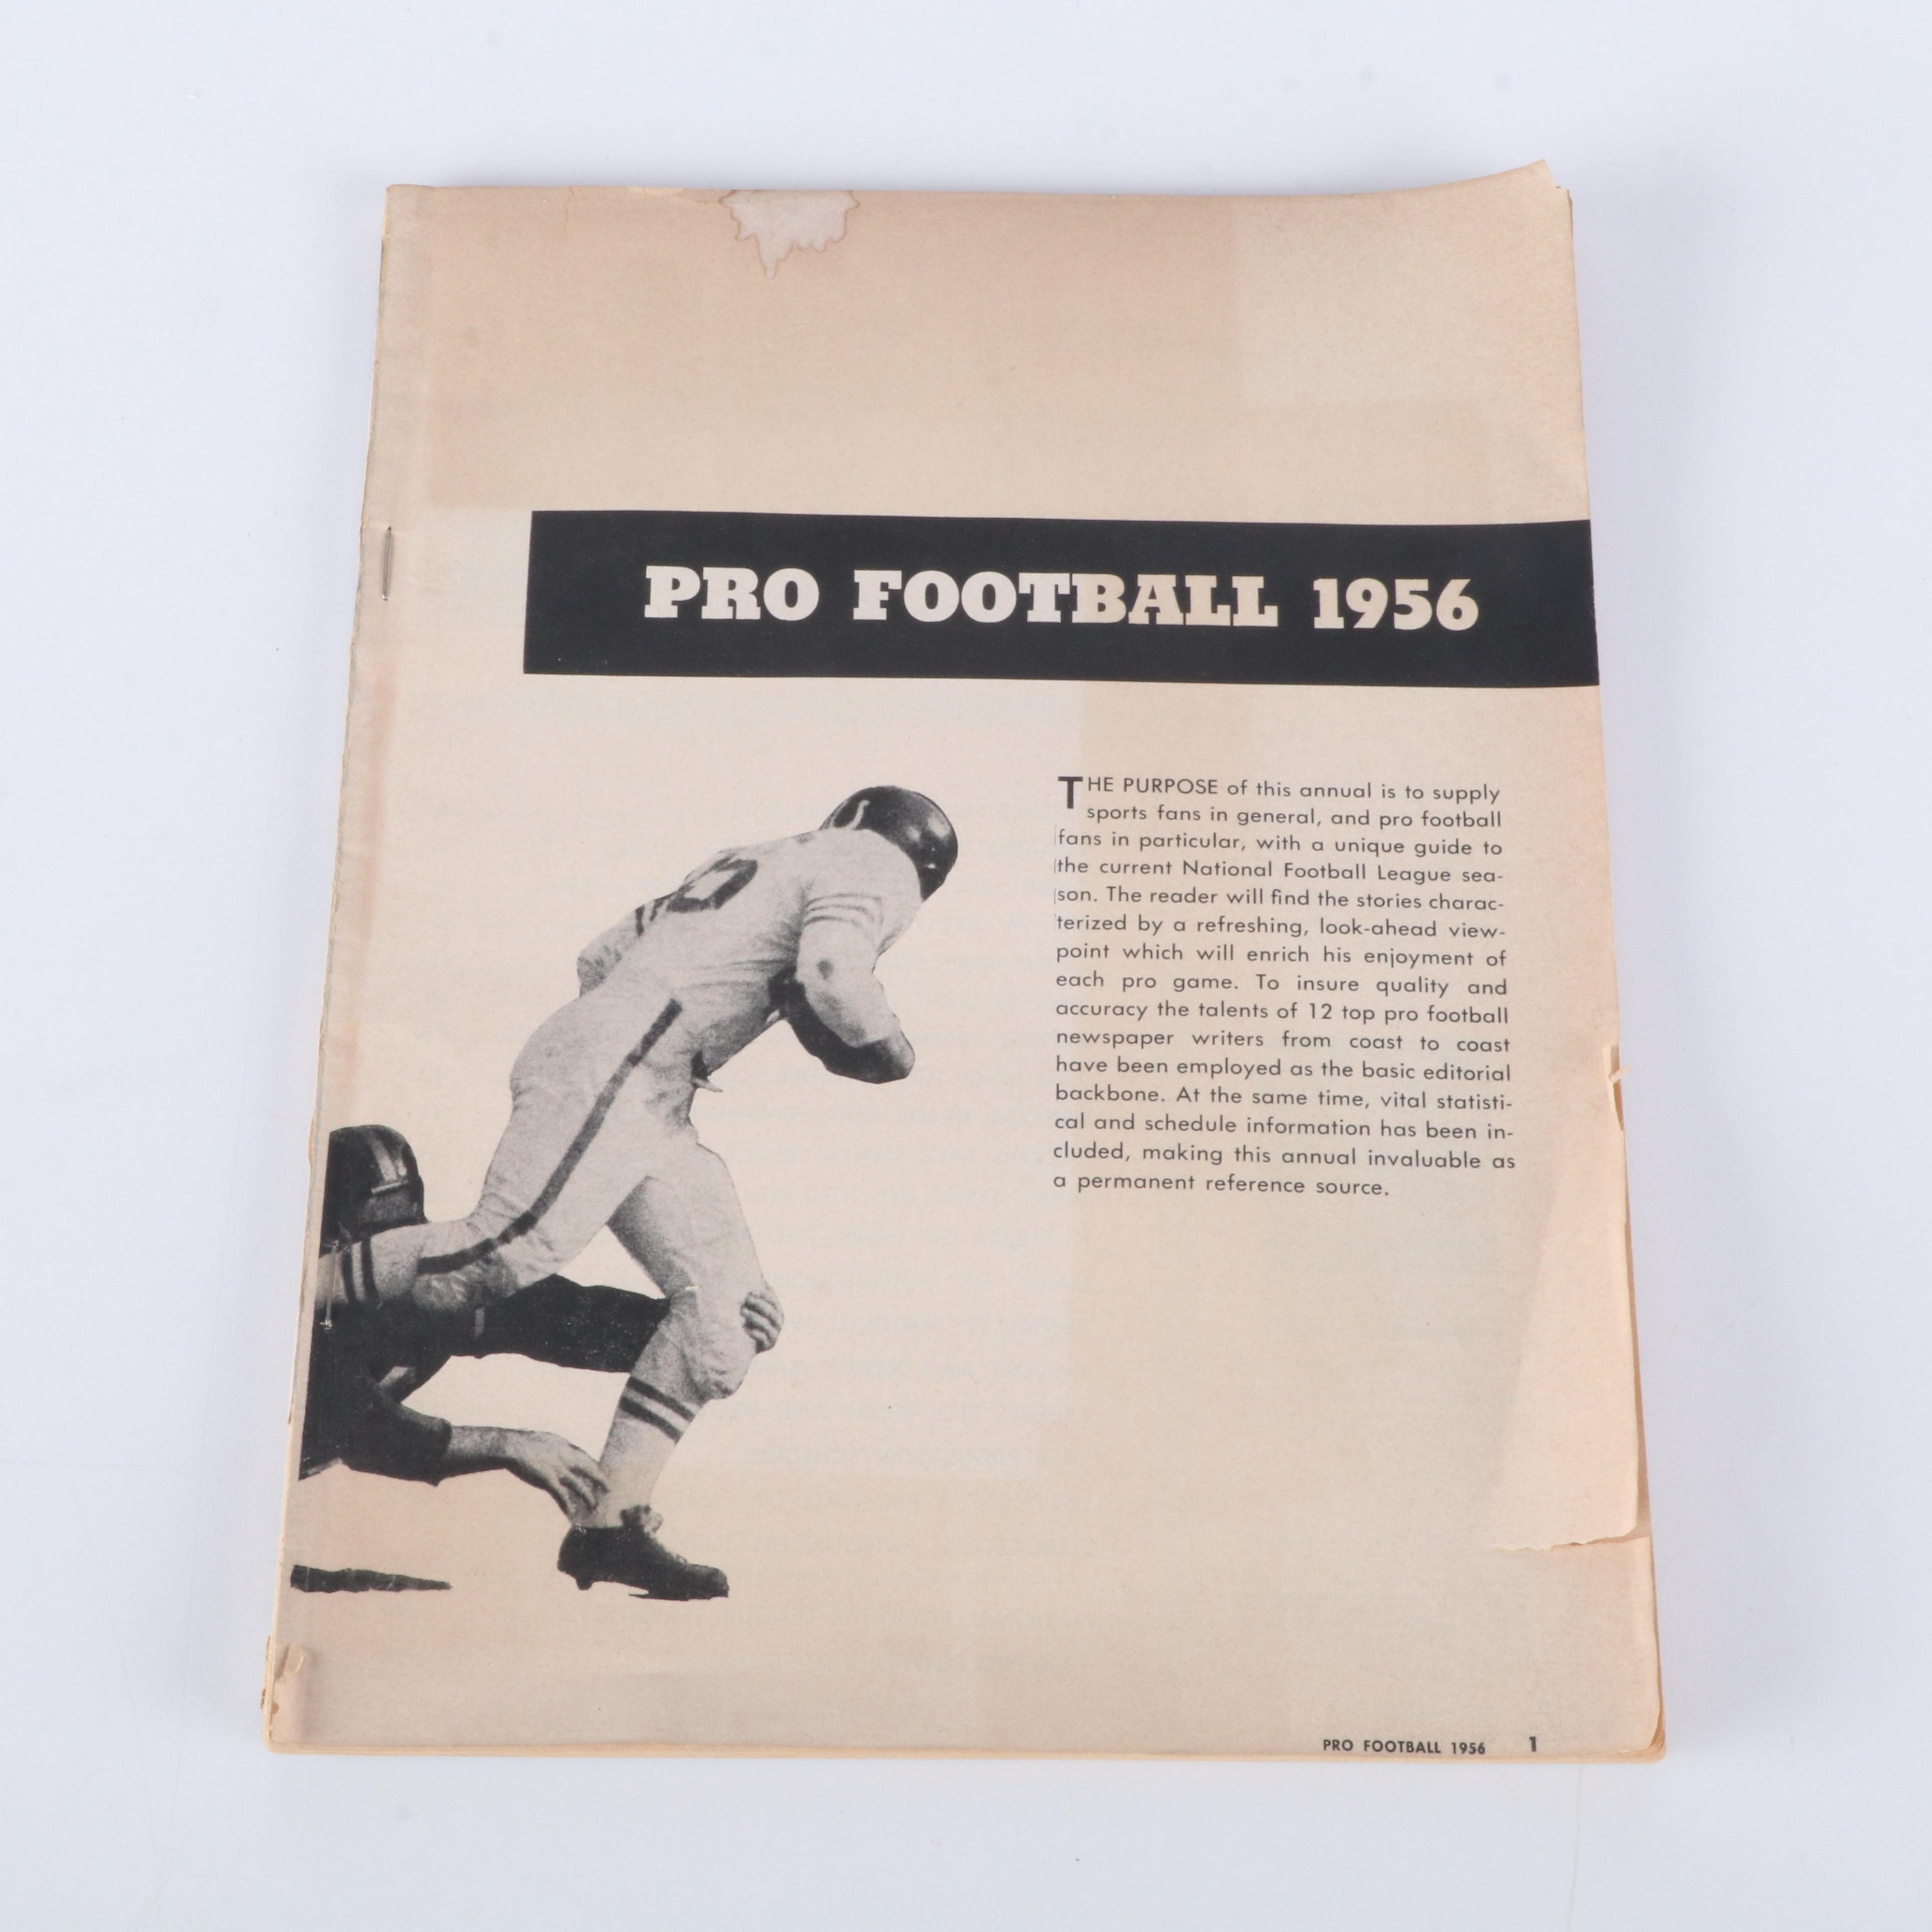 PRO FOOTBALL 1956
THE PURPOSE of this annual is to supply
sports fans in general, and pro football
fans in particular, with a unique guide to
the current National Football League sea-
son. The reader will find the stories charac-
terized by a refreshing, look-ahead view-
point which will enrich his enjoyment of
each pro game. To insure quality and
accuracy the talents of 12 top pro football
newspaper writers from coast to coast
have been employed as the basic editorial
backbone. At the same time, vital statisti-
cal and schedule information has been in-
cluded, making this annual invaluable as
a permanent reference source.
PRO FOOTBALL 1956 1